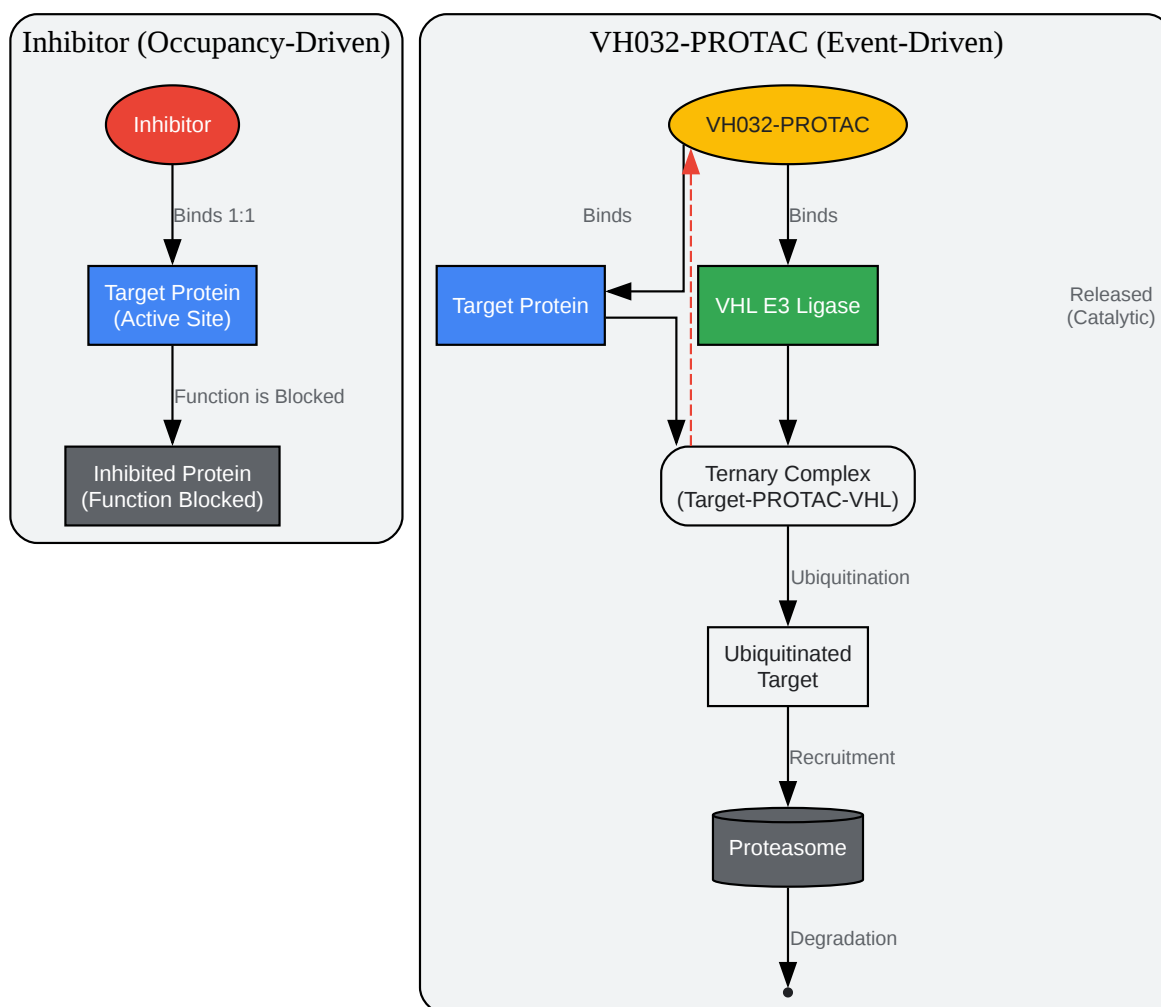 Inhibitor (Occupancy-Driven)
Inhibitor
Binds 1:1
Target Protein
(Active Site)
Function is Blocked
Inhibited Protein
(Function Blocked)
VH032-PROTAC (Event-Driven)
VH032-PROTAC
Binds
Binds
Target Protein
VHL E3 Ligase
Released
(Catalytic)
Ternary Complex
(Target-PROTAC-VHL)
Ubiquitination
Ubiquitinated
Target
Recruitment
Proteasome
Degradation